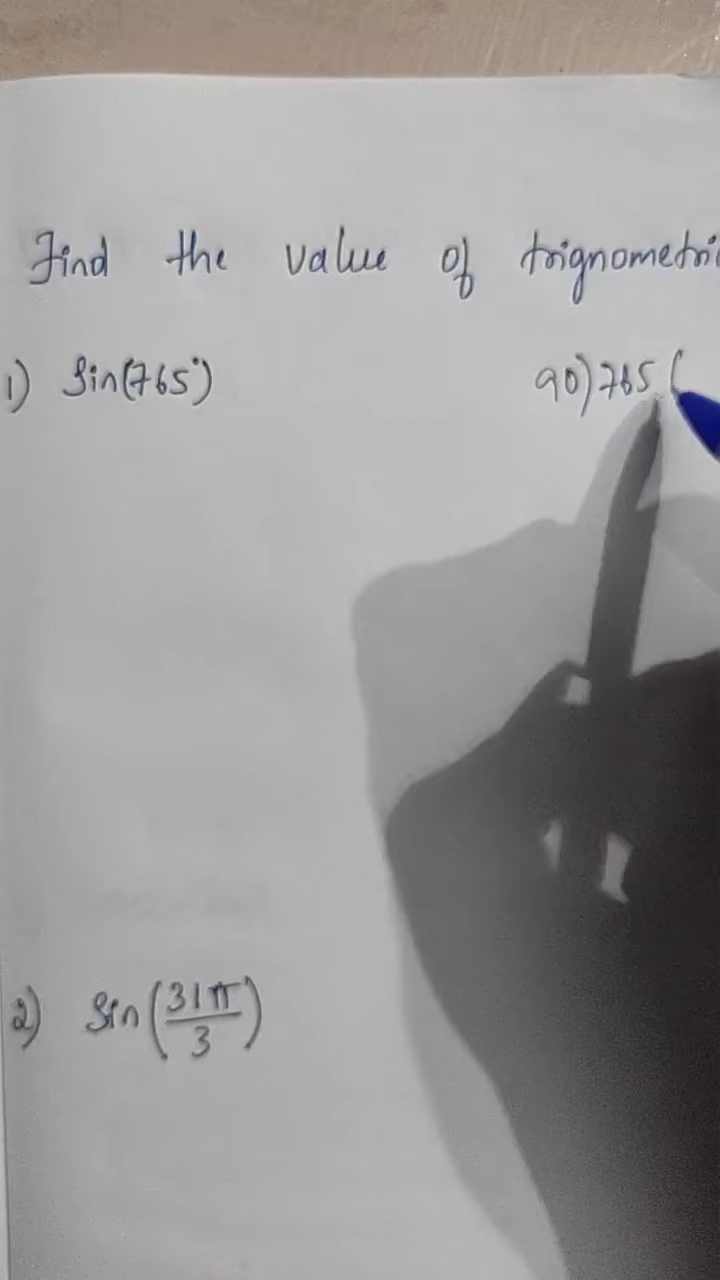 Find the value of trignometri
1) Sin(765°) 90)765(
2) Sin(31π/3)